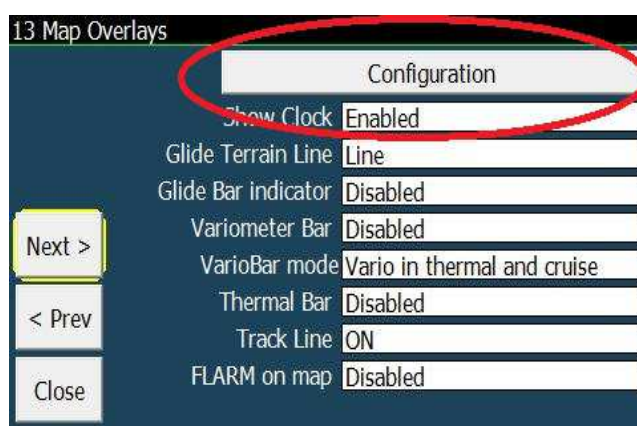 13 Map Overlays
Configuration
Show Clock Enabled
Glide Terrain Line Line
Glide Bar indicator Disabled
Variometer Bar Disabled
VarioBar mode Vario in thermal and cruise
Thermal Bar Disabled
Track Line ON
FLARM on map Disabled
Next >
< Prev
Close